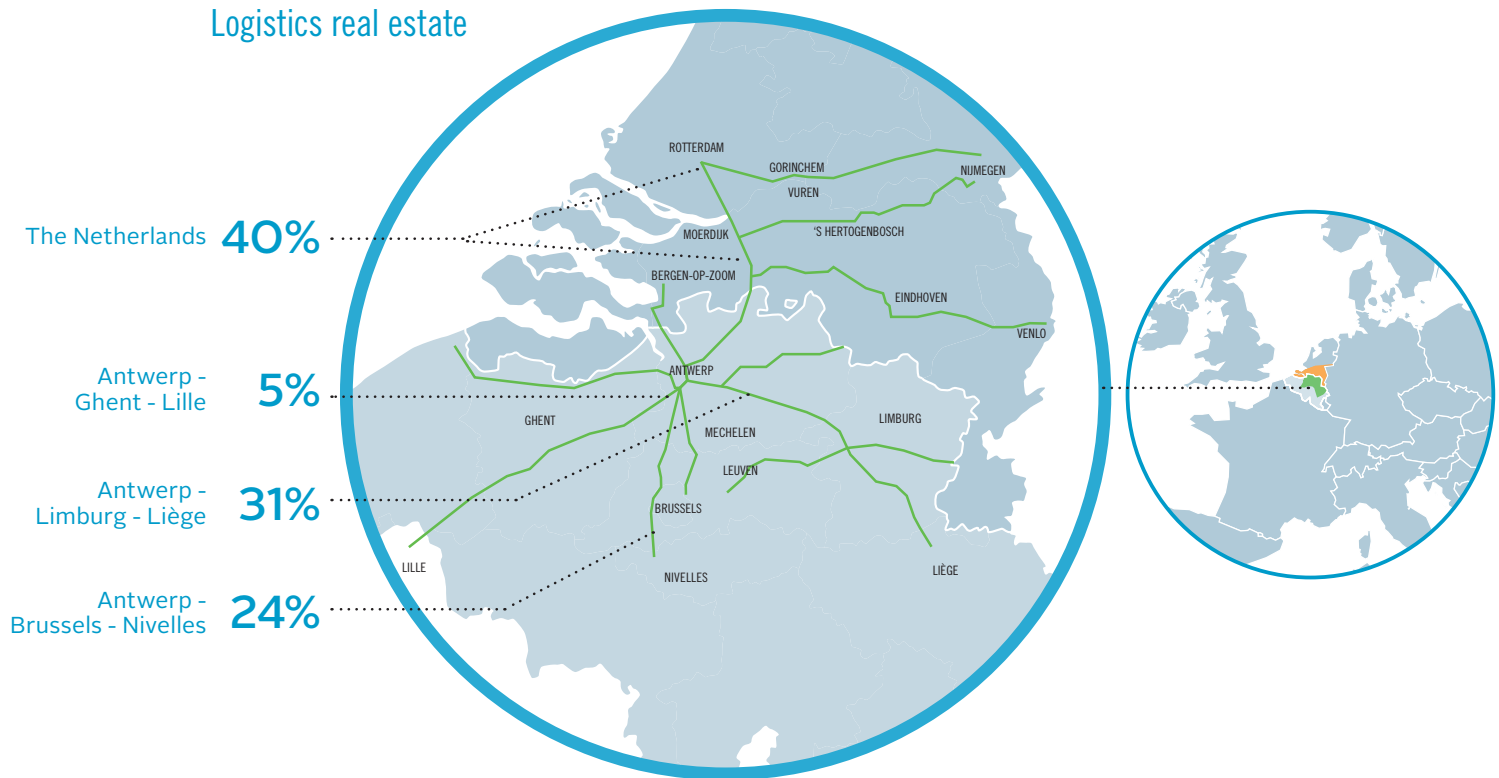 Logistics real estate
The Netherlands 40%
Antwerp -
Ghent - Lille
5%
Antwerp -
Limburg - Liège
31%
Antwerp -
Brussels - Nivelles
24%
ROTTERDAM
GORINCHEM
NIJMEGEN
VUREN
MOERDIJK
'S HERTOGENBOSCH
BERGEN-OP-ZOOM
EINDHOVEN
VENLO
ANTWERP
GHENT
MECHELEN
LIMBURG
LEUVEN
BRUSSELS
LILLE
NIVELLES
LIÈGE